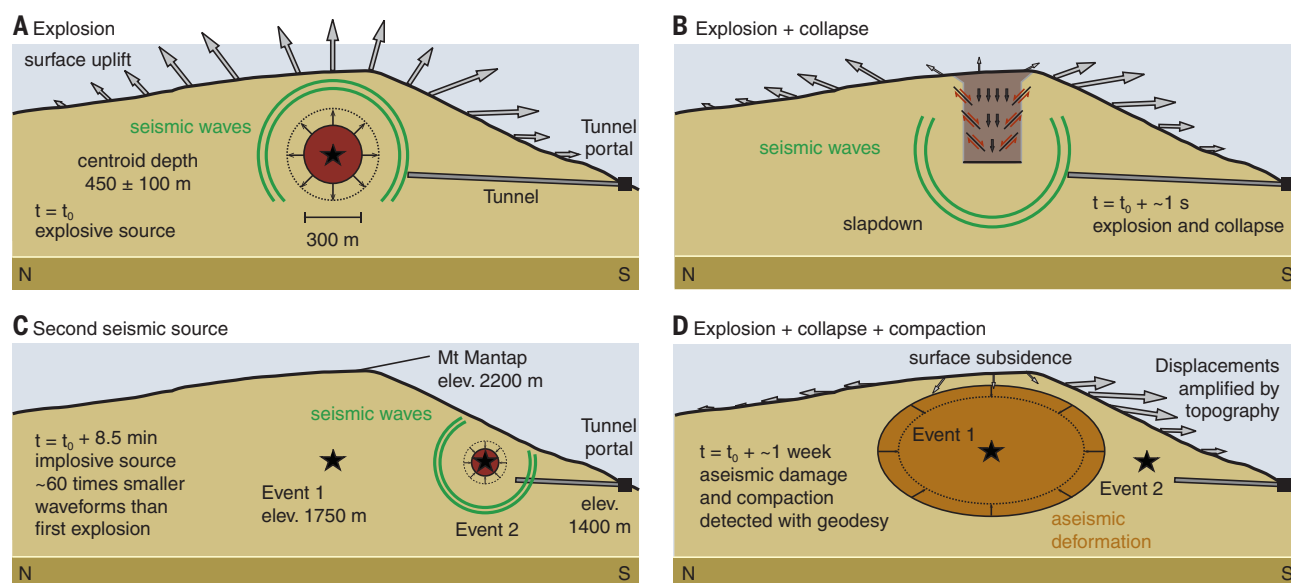 A Explosion
surface uplift
seismic waves
centroid depth
450 ± 100 m
t = t₀
explosive source
300 m
Tunnel
Tunnel
portal
N
S
B Explosion + collapse
seismic waves
slapdown
t = t₀ + ~1 s
explosion and collapse
N
S
C Second seismic source
Mt Mantap
elev. 2200 m
seismic waves
t = t₀ + 8.5 min
implosive source
~60 times smaller
waveforms than
first explosion
Event 1
elev. 1750 m
Event 2
Tunnel
portal
elev.
1400 m
N
S
D Explosion + collapse + compaction
surface subsidence
Displacements
amplified by
topography
Event 1
t = t₀ + ~1 week
aseismic damage
and compaction
detected with geodesy
Event 2
aseismic
deformation
N
S